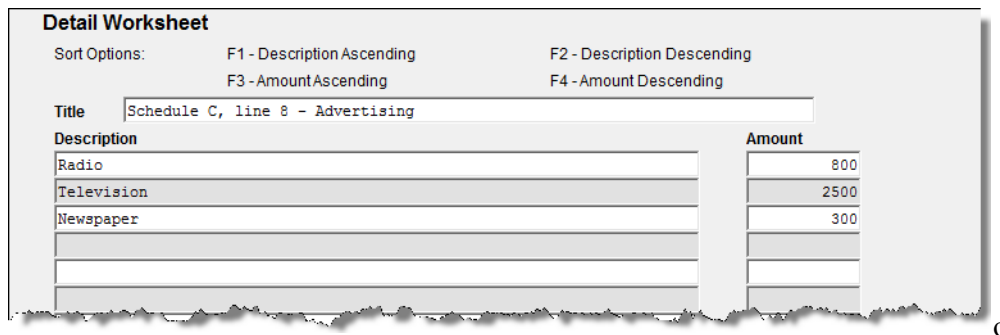 Detail Worksheet
Sort Options: F1 - Description Ascending F2 - Description Descending
F3 - Amount Ascending F4 - Amount Descending
Title Schedule C, line 8 - Advertising
Description Amount
Radio 800
Television 2500
Newspaper 300